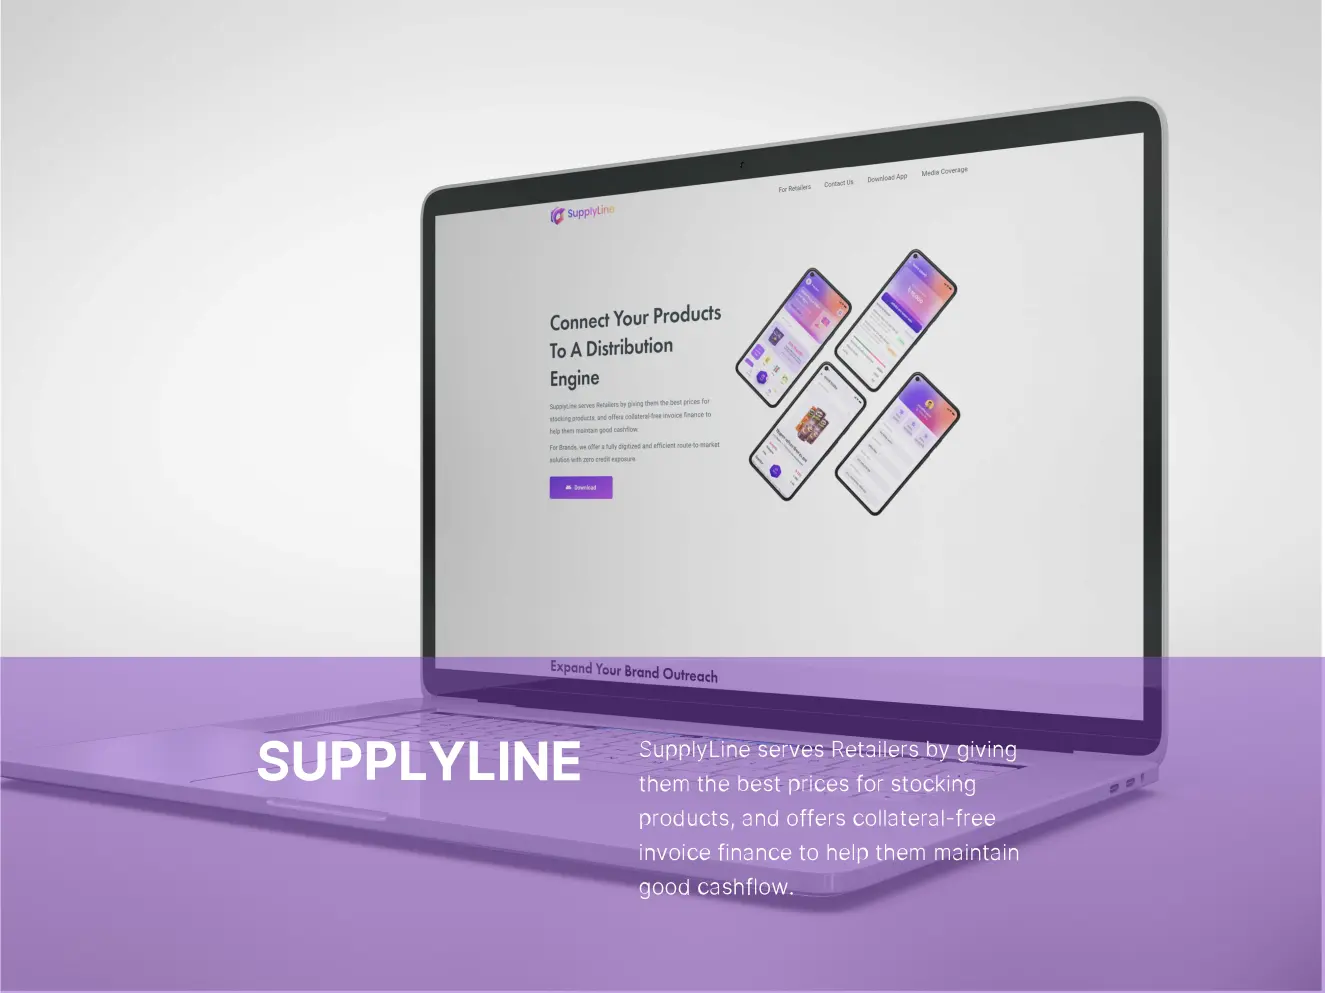 For Retailers Contact Us Download App Media Coverage
SupplyLine
Connect Your Products
To A Distribution
Engine
SupplyLine serves Retailers by giving them the best prices for
stocking products, and offers collateral-free invoice finance to
help them maintain good cashflow.
For Brands, we offer a fully digitized and efficient route-to-market
solution with zero credit exposure.
Download
Expand Your Brand Outreach
SUPPLYLINE
SupplyLine serves Retailers by giving
them the best prices for stocking
products, and offers collateral-free
invoice finance to help them maintain
good cashflow.